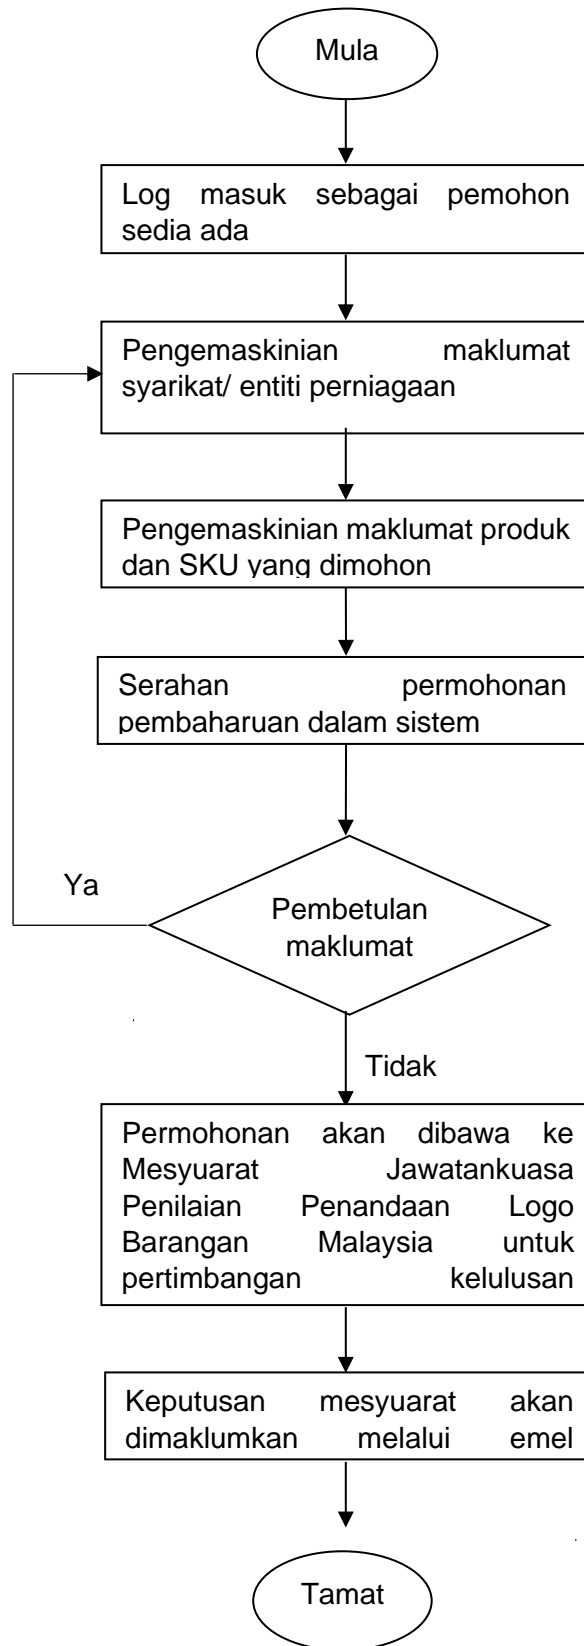 Mula
Log masuk sebagai pemohon
sedia ada
Pengemaskinian maklumat
syarikat/ entiti perniagaan
Pengemaskinian maklumat produk
dan SKU yang dimohon
Serahan permohonan
pembaharuan dalam sistem
Ya
Pembetulan
maklumat
Tidak
Permohonan akan dibawa ke
Mesyuarat Jawatankuasa
Penilaian Penandaan Logo
Barangan Malaysia untuk
pertimbangan kelulusan
Keputusan mesyuarat akan
dimaklumkan melalui emel
Tamat